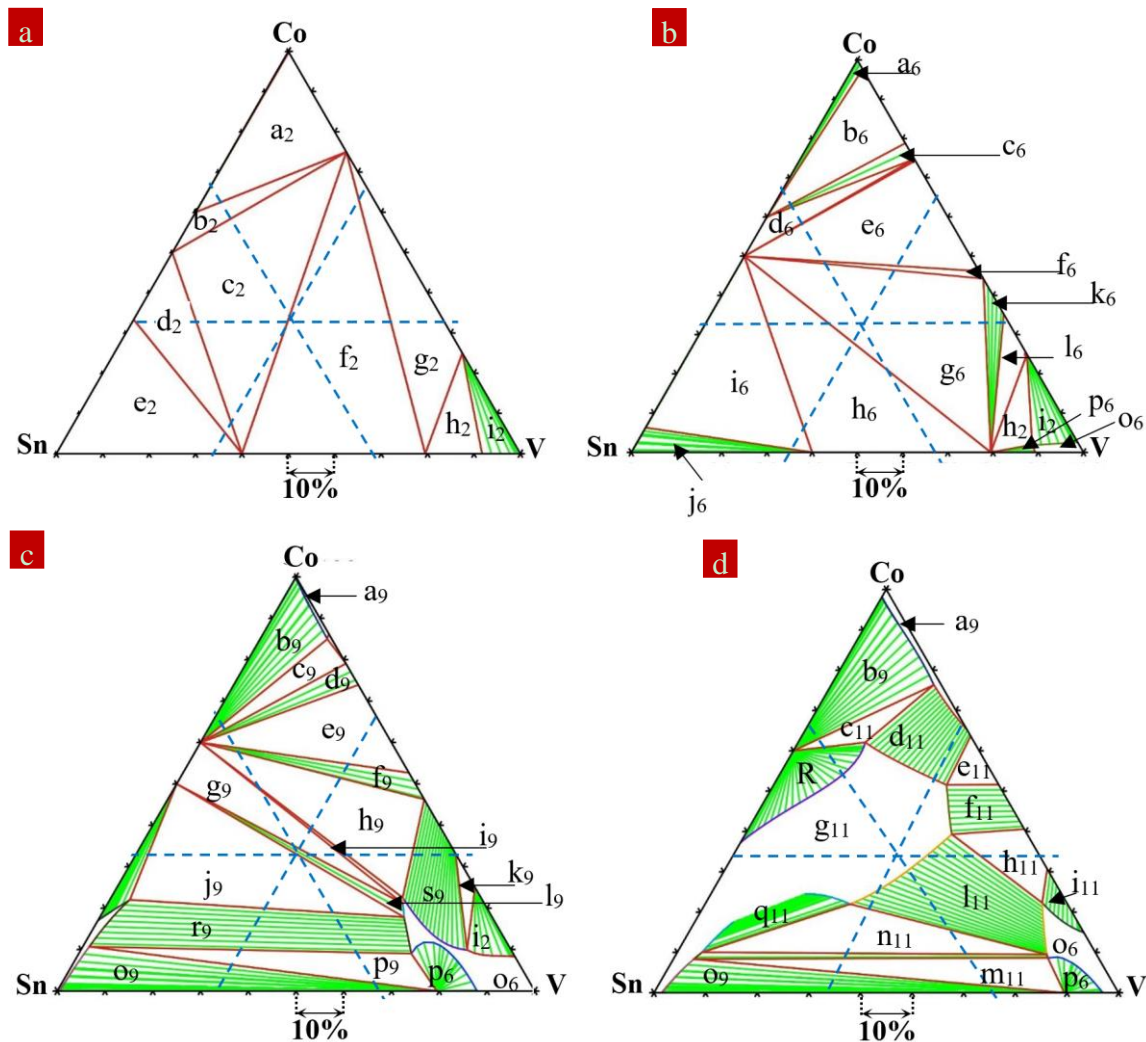 a
Co
a₂
b₂
c₂
d₂
e₂
f₂
g₂
h₂
i₂
Sn
V
10%
b
Co
a₆
b₆
c₆
d₆
e₆
f₆
k₆
l₆
g₆
i₆
h₆
p₆
o₆
h₂
i₂
Sn
V
j₆
10%
c
Co
a₉
b₉
c₉
d₉
e₉
f₉
g₉
h₉
i₉
k₉
l₉
j₉
s₉
r₉
i₂
p₉
p₆
o₉
o₆
Sn
V
10%
d
Co
a₉
b₉
c₁₁
d₁₁
R
e₁₁
f₁₁
g₁₁
h₁₁
i₁₁
l₁₁
q₁₁
n₁₁
o₆
o₉
m₁₁
p₆
Sn
V
10%